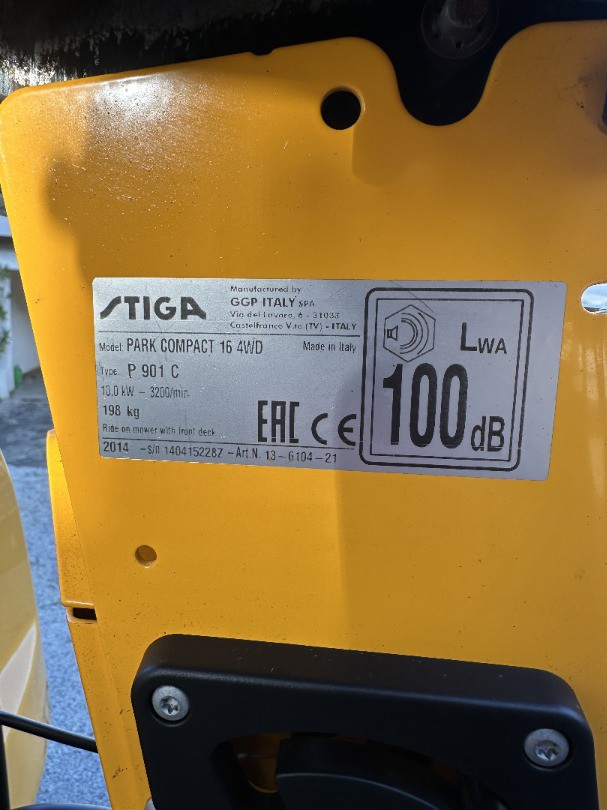 STIGA
Manufactured by
GGP ITALY SPA
Via del Lavoro, 6 - 31033
Castelfranco V.to (TV) - ITALY
Model: PARK COMPACT 16 4WD Made in Italy
Type: P 901 C
10,0 kW – 3200/min
198 kg
Ride on mower with front deck
EAC CE
2014 –s/n 140415228Z –Art.N. 13–6104–21
LWA
100 dB